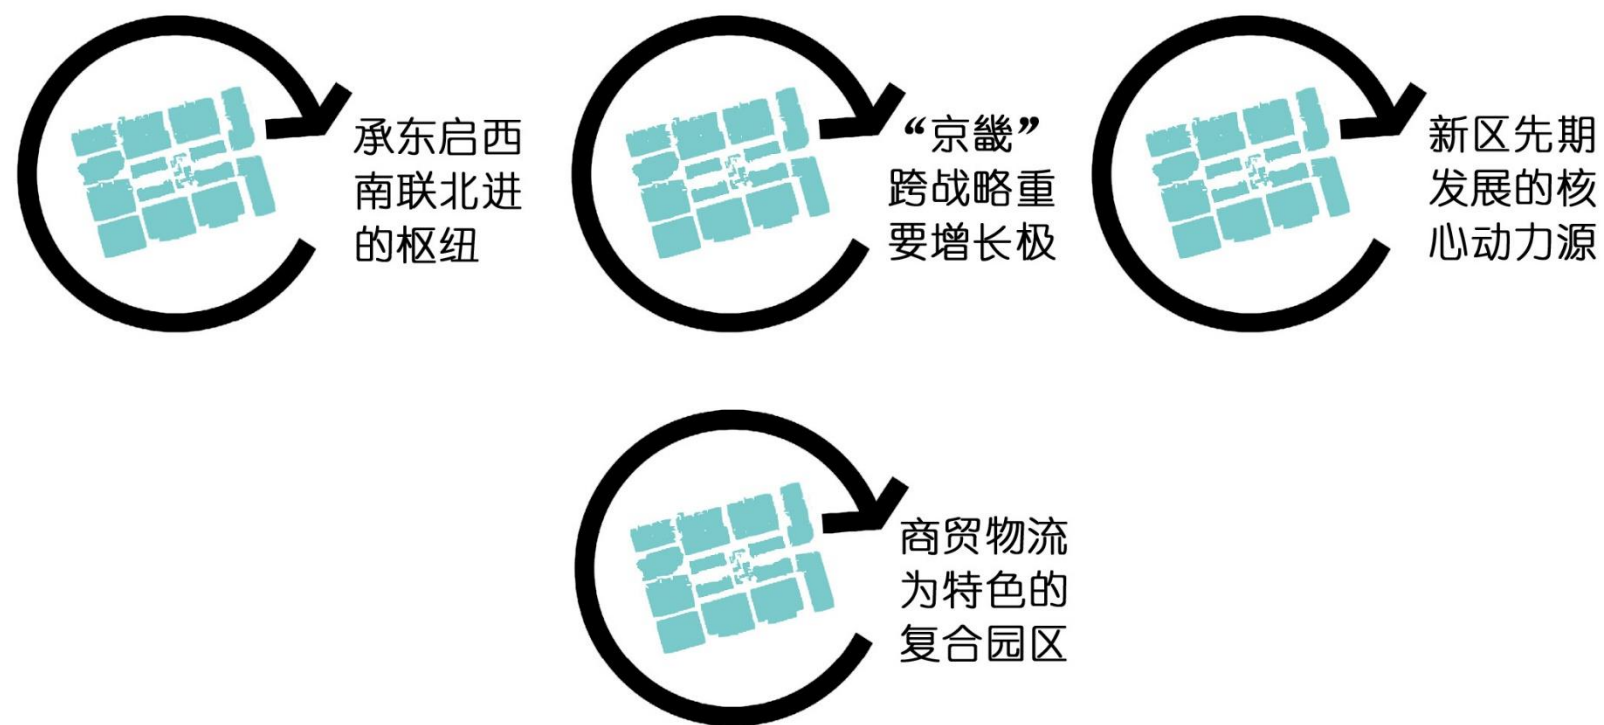 承东启西
南联北进
的枢纽
“京畿”
跨战略重
要增长极
新区先期
发展的核
心动力源
商贸物流
为特色的
复合园区